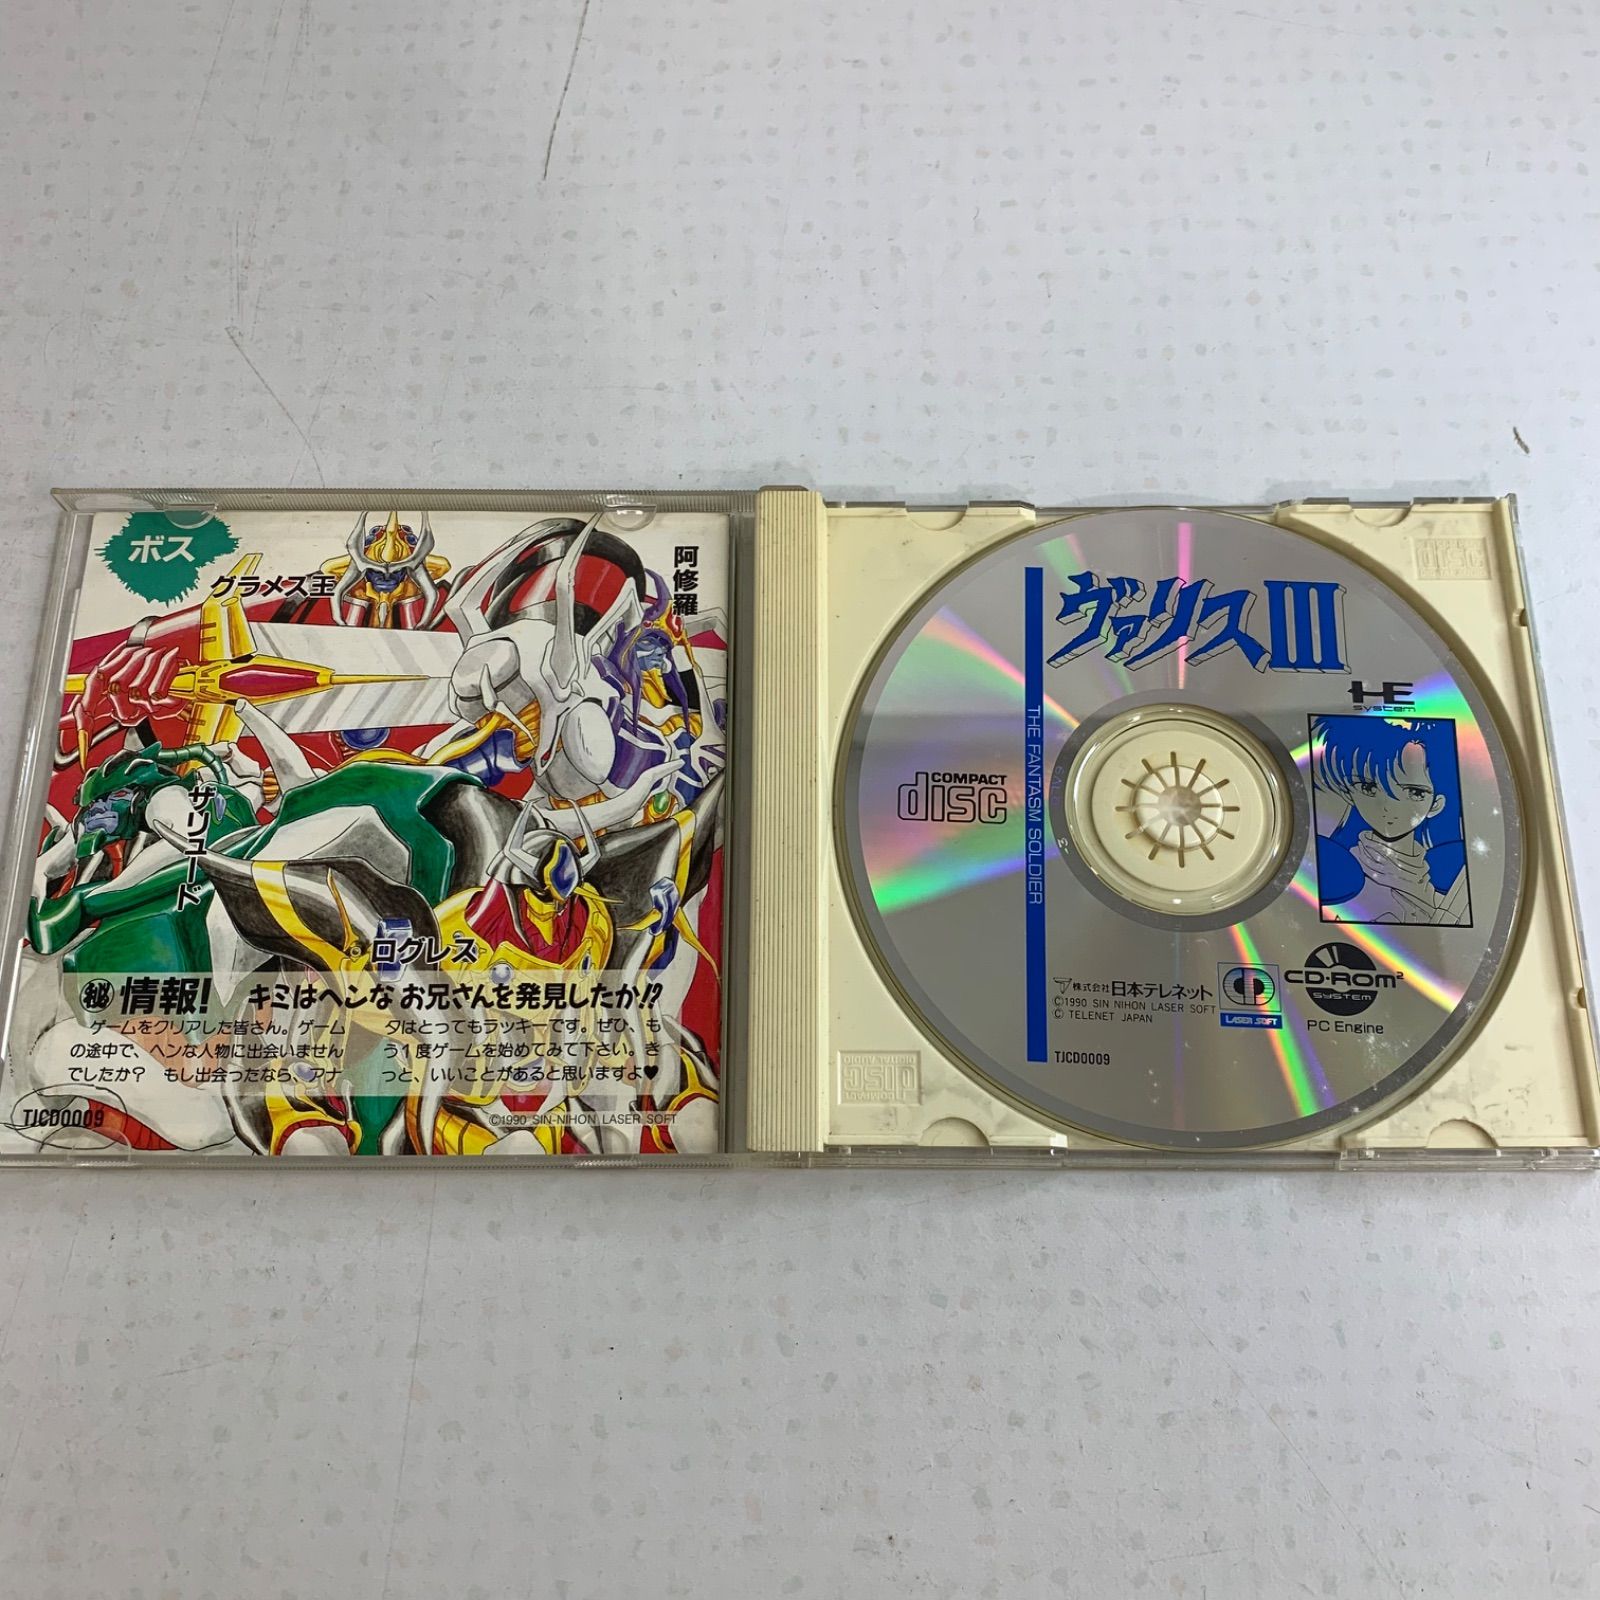 ボス
グラメス王
阿修羅
ザリュード
ログレス
㊙情報!
キミはヘンなお兄さんを発見したか!?
ゲームをクリアした皆さん。ゲーム
の途中で、ヘンな人物に出会いません
でしたか? もし出会ったなら、アナ
タはとってもラッキーです。ぜひ、も
う1度ゲームを始めてみて下さい。き
っと、いいことがあると思いますよ♥
TJCD0009
©1990 SIN-NIHON LASER SOFT
ヴァリスIII
THE FANTASM SOLDIER
HE
system
COMPACT
disc
株式会社日本テレネット
©1990 SIN NIHON LASER SOFT
© TELENET JAPAN
LASER SOFT
CD-ROM²
SYSTEM
PC Engine
TJCD0009